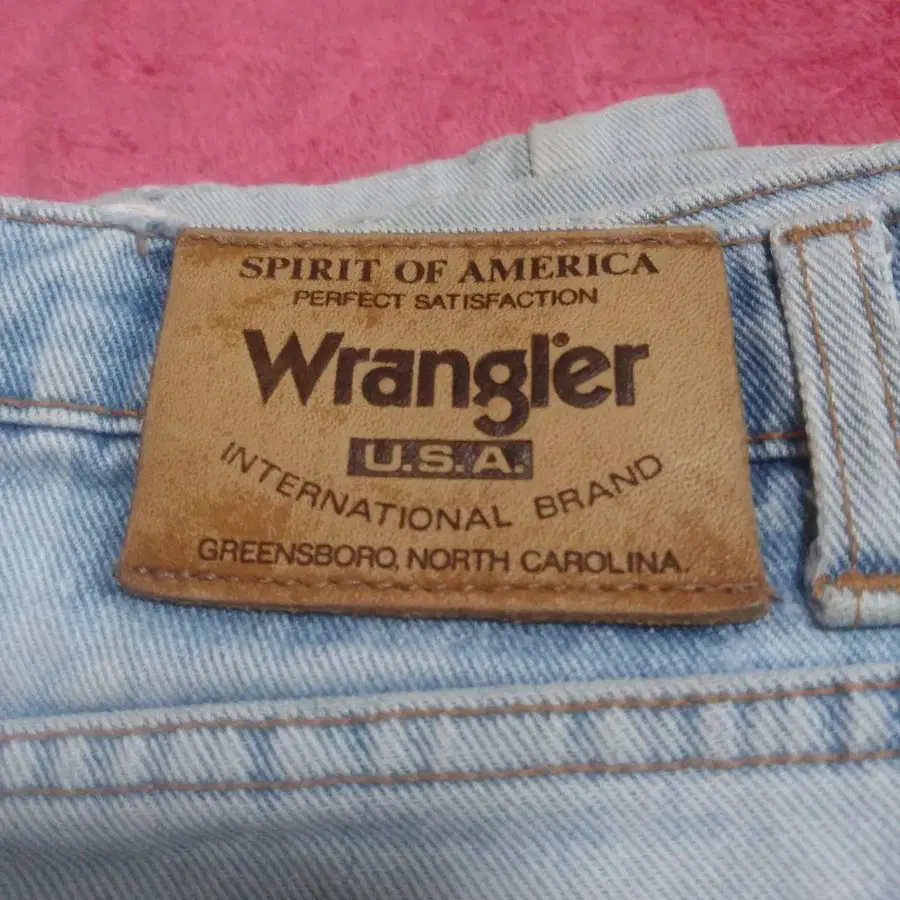 SPIRIT OF AMERICA
PERFECT SATISFACTION
Wrangler
U.S.A.
INTERNATIONAL BRAND
GREENSBORO, NORTH CAROLINA.